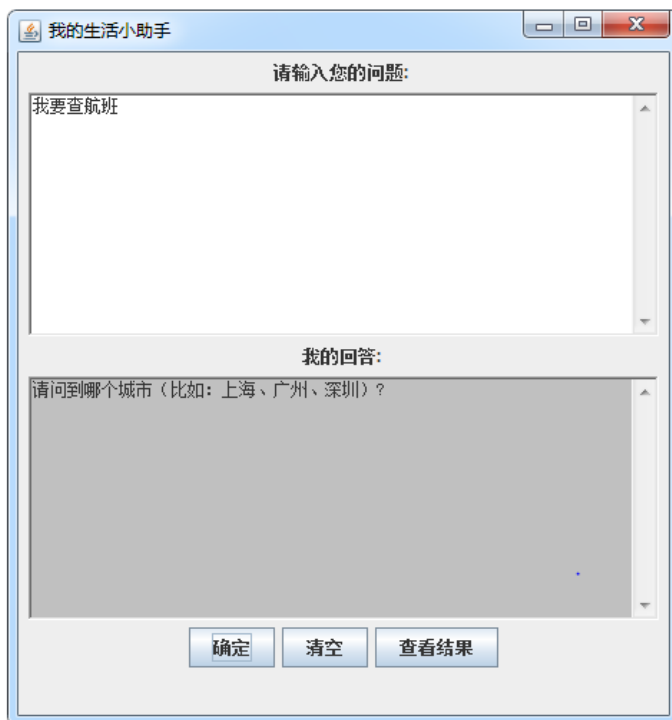 我的生活小助手
请输入您的问题:
我要查航班
我的回答:
请问到哪个城市（比如：上海、广州、深圳）？
确定 清空 查看结果